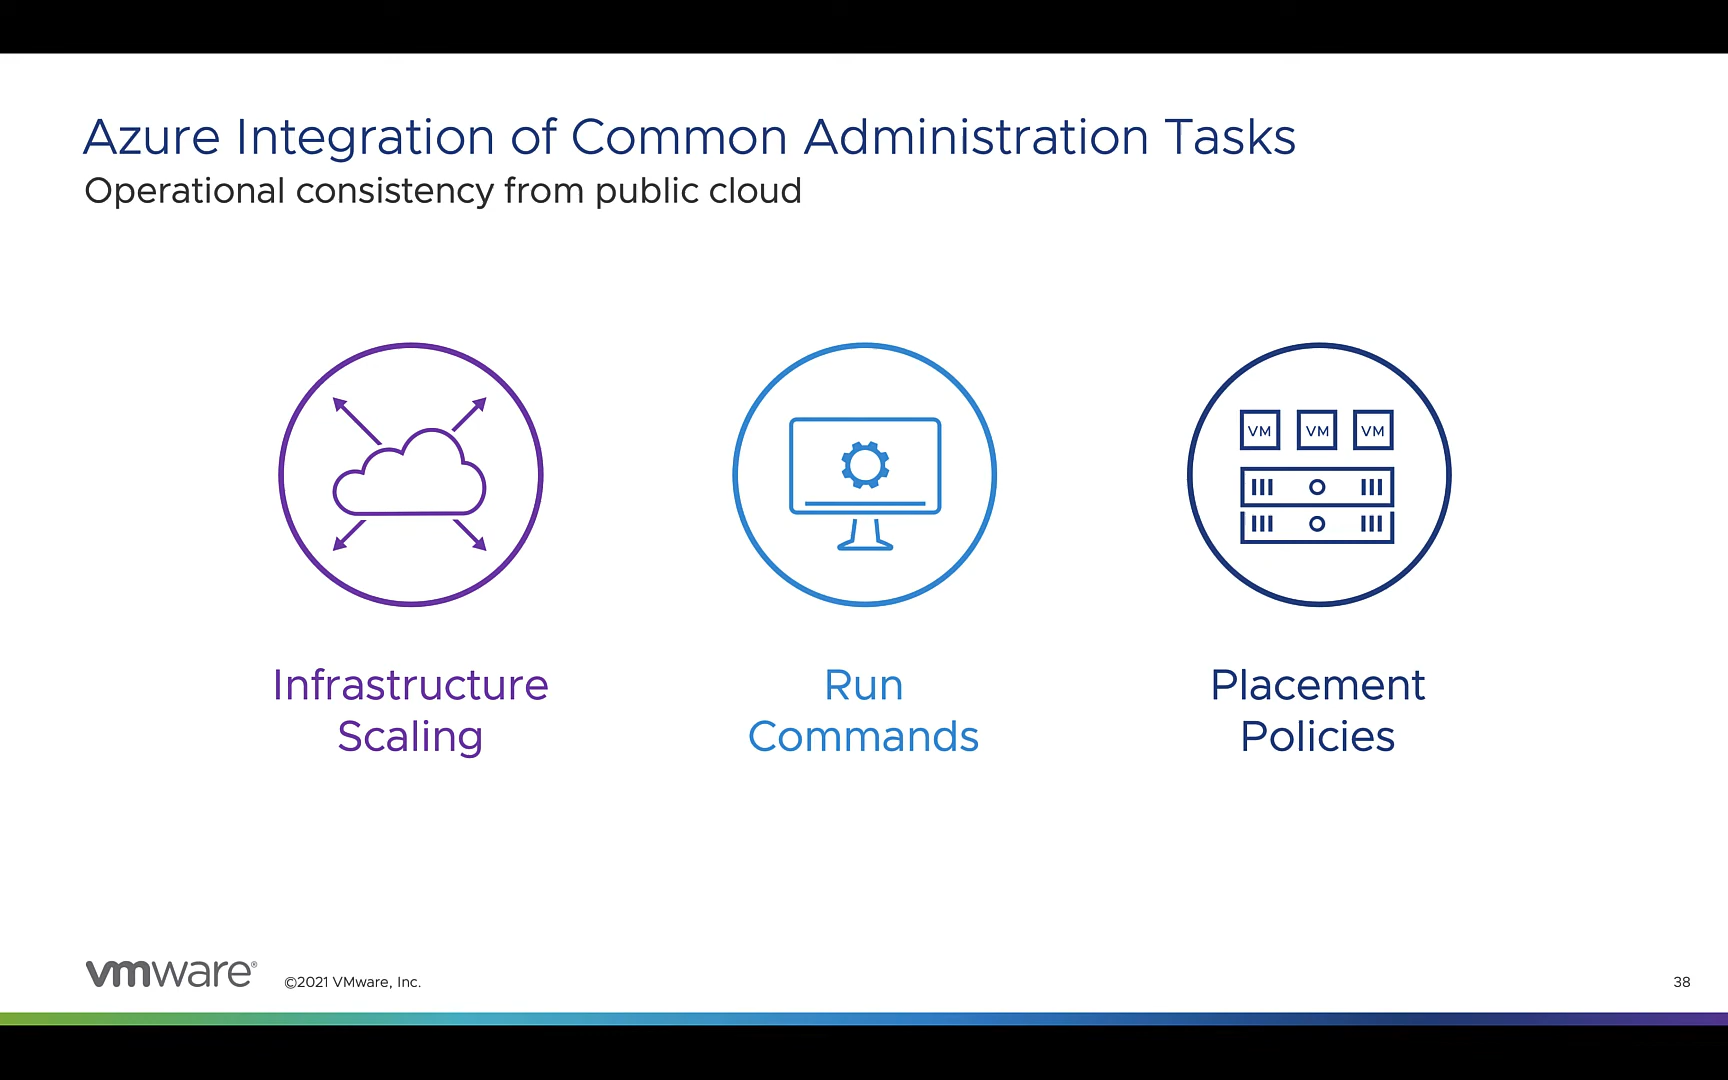 Azure Integration of Common Administration Tasks
Operational consistency from public cloud
VM VM VM
Infrastructure
Scaling
Run
Commands
Placement
Policies
vmware® ©2021 VMware, Inc.
38